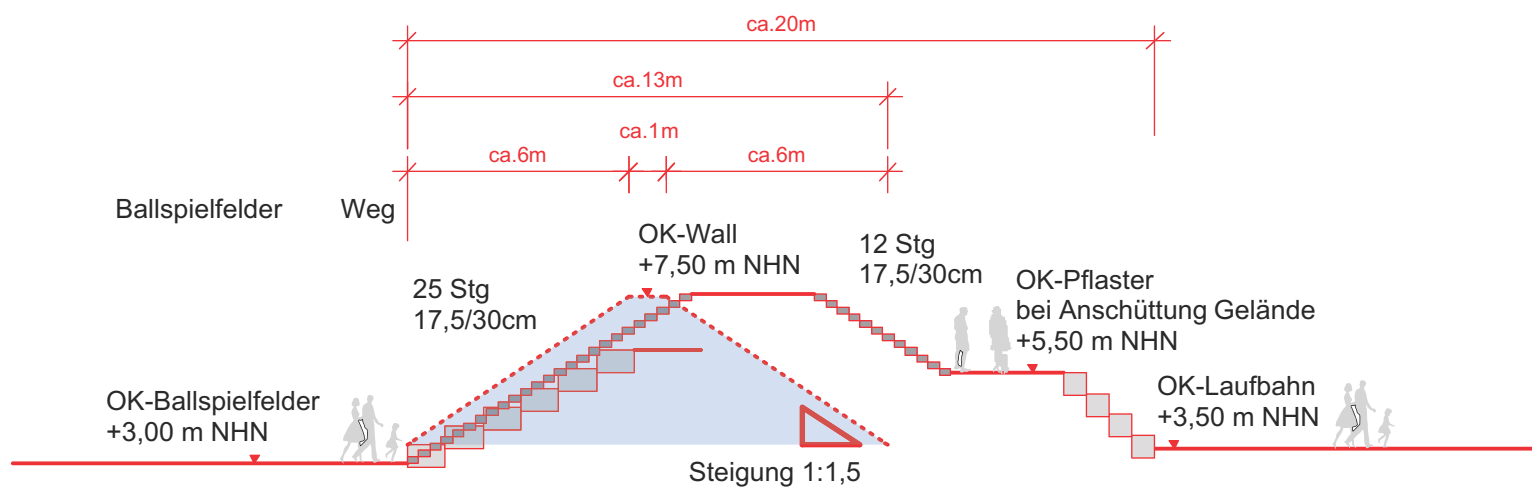 ca.20m
ca.13m
ca.1m
ca.6m
ca.6m
Ballspielfelder
Weg
OK-Wall
+7,50 m NHN
12 Stg
17,5/30cm
25 Stg
17,5/30cm
OK-Pflaster
bei Anschüttung Gelände
+5,50 m NHN
OK-Ballspielfelder
+3,00 m NHN
OK-Laufbahn
+3,50 m NHN
Steigung 1:1,5